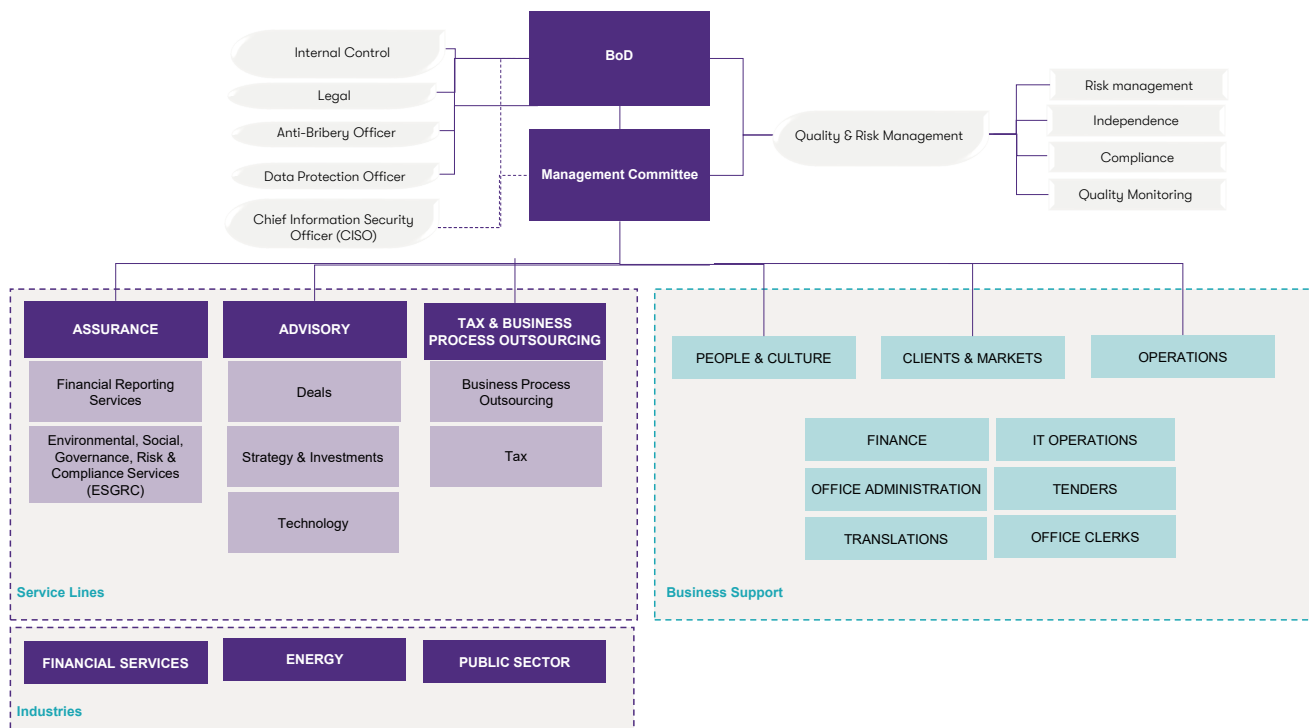 Internal Control
Legal
Anti-Bribery Officer
Data Protection Officer
Chief Information Security
Officer (CISO)
BoD
Management Committee
Quality & Risk Management
Risk management
Independence
Compliance
Quality Monitoring
ASSURANCE
Financial Reporting
Services
Environmental, Social,
Governance, Risk &
Compliance Services
(ESGRC)
ADVISORY
Deals
Strategy & Investments
Technology
TAX & BUSINESS
PROCESS OUTSOURCING
Business Process
Outsourcing
Tax
Service Lines
PEOPLE & CULTURE
CLIENTS & MARKETS
OPERATIONS
FINANCE
IT OPERATIONS
OFFICE ADMINISTRATION
TENDERS
TRANSLATIONS
OFFICE CLERKS
Business Support
FINANCIAL SERVICES
ENERGY
PUBLIC SECTOR
Industries